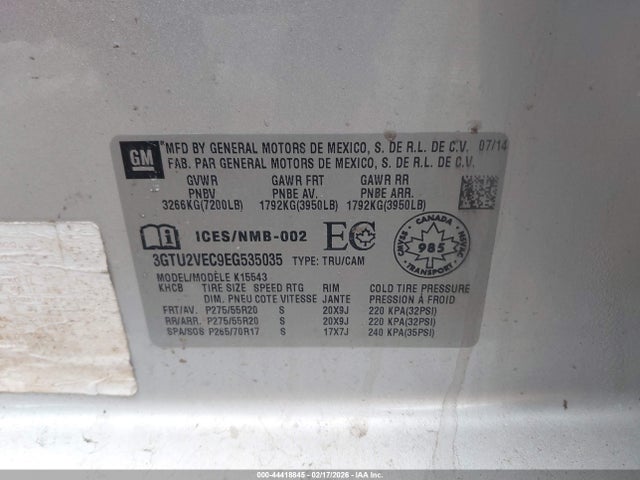 GM
*MFD BY GENERAL MOTORS DE MEXICO, S. DE R.L. DE C.V. 07/14
FAB. PAR GENERAL MOTORS DE MEXICO, S. DE R.L. DE C.V.
GVWR GAWR FRT GAWR RR
PNBV PNBE AV. PNBE ARR.
3266KG(7200LB) 1792KG(3950LB) 1792KG(3950LB)
ICES/NMB-002 EC
CANADA
985
TRANSPORT
CMVSS NSVAC
3GTU2VEC9EG535035 TYPE: TRU/CAM
MODEL/MODÈLE K15543
KHCB TIRE SIZE SPEED RTG RIM COLD TIRE PRESSURE
DIM. PNEU COTE VITESSE JANTE PRESSION À FROID
FRT/AV. P275/55R20 S 20X9J 220 KPA(32PSI)
RR/ARR. P275/55R20 S 20X9J 220 KPA(32PSI)
SPA/SOS P265/70R17 S 17X7J 240 KPA(35PSI)
000-44418845 - 02/17/2026 - IAA Inc.